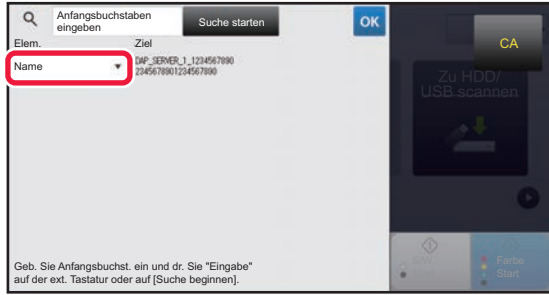 Anfangsbuchstaben
eingeben
Suche starten
OK
CA
Elem.
Ziel
Name
DAP_SERVER_1_1234567890
2345678901234567890
Zu HDD/
USB scannen
S/W
Start
Farbe
Start
Geb. Sie Anfangsbuchst. ein und dr. Sie "Eingabe"
auf der ext. Tastatur oder auf [Suche beginnen].